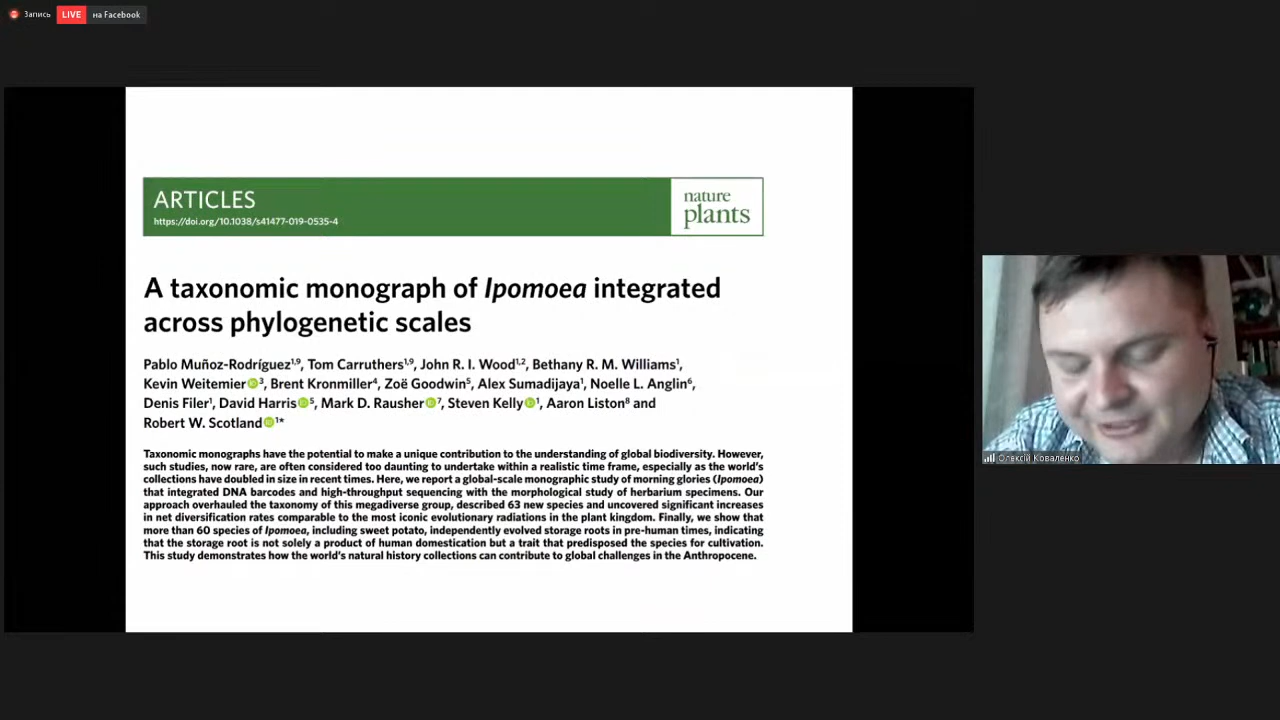 Запись
LIVE
на Facebook
ARTICLES
https://doi.org/10.1038/s41477-019-0535-4
nature
plants
A taxonomic monograph of Ipomoea integrated
across phylogenetic scales
Pablo Muñoz-Rodríguez1,9, Tom Carruthers1,9, John R. I. Wood1,2, Bethany R. M. Williams1,
Kevin Weitemier3, Brent Kronmiller4, Zoë Goodwin5, Alex Sumadijaya1, Noelle L. Anglin6,
Denis Filer1, David Harris5, Mark D. Rausher7, Steven Kelly1, Aaron Liston8 and
Robert W. Scotland1*
Taxonomic monographs have the potential to make a unique contribution to the understanding of global biodiversity. However,
such studies, now rare, are often considered too daunting to undertake within a realistic time frame, especially as the world's
collections have doubled in size in recent times. Here, we report a global-scale monographic study of morning glories (Ipomoea)
that integrated DNA barcodes and high-throughput sequencing with the morphological study of herbarium specimens. Our
approach overhauled the taxonomy of this megadiverse group, described 63 new species and uncovered significant increases
in net diversification rates comparable to the most iconic evolutionary radiations in the plant kingdom. Finally, we show that
more than 60 species of Ipomoea, including sweet potato, independently evolved storage roots in pre-human times, indicating
that the storage root is not solely a product of human domestication but a trait that predisposed the species for cultivation.
This study demonstrates how the world's natural history collections can contribute to global challenges in the Anthropocene.
Олексій Коваленко